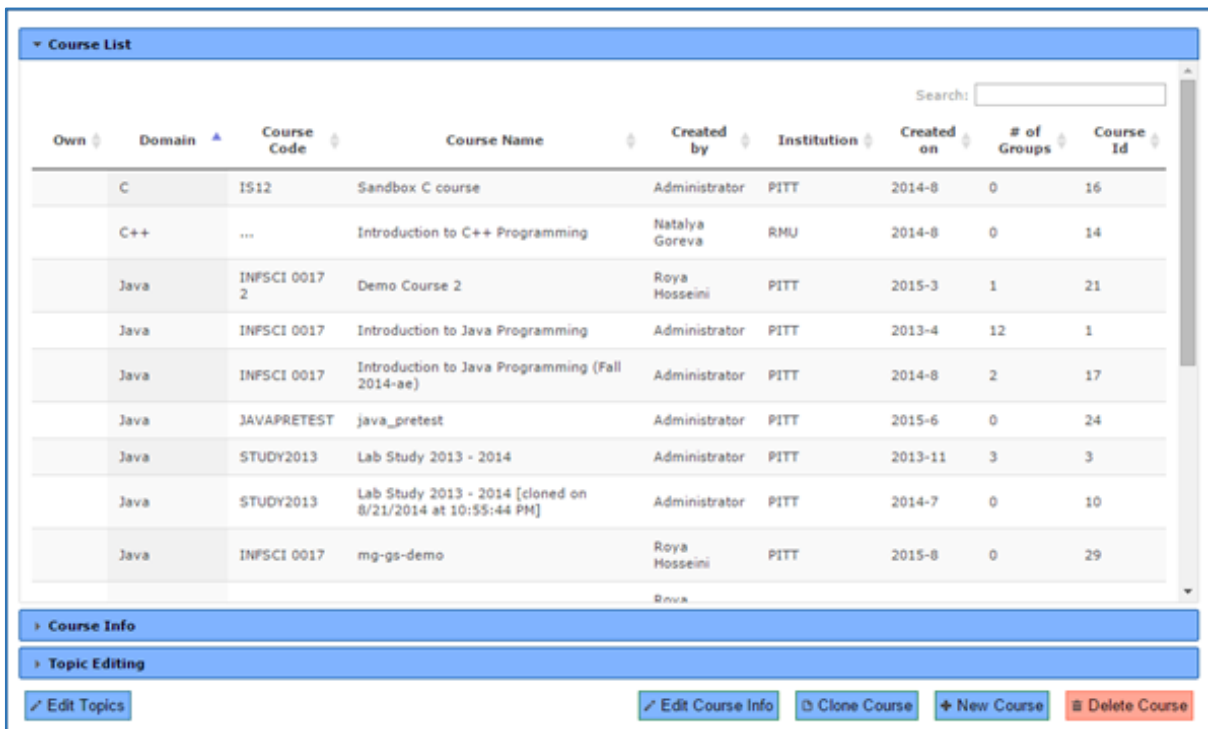 Course List
Search:
Own Domain Course Code Course Name Created by Institution Created on # of Groups Course Id
C IS12 Sandbox C course Administrator PITT 2014-8 0 16
C++ ... Introduction to C++ Programming Natalya Goreva RMU 2014-8 0 14
Java INFSCI 0017 2 Demo Course 2 Roya Hosseini PITT 2015-3 1 21
Java INFSCI 0017 Introduction to Java Programming Administrator PITT 2013-4 12 1
Java INFSCI 0017 Introduction to Java Programming (Fall 2014-ae) Administrator PITT 2014-8 2 17
Java JAVAPRETEST java_pretest Administrator PITT 2015-6 0 24
Java STUDY2013 Lab Study 2013 - 2014 Administrator PITT 2013-11 3 3
Java STUDY2013 Lab Study 2013 - 2014 [cloned on 8/21/2014 at 10:55:44 PM] Administrator PITT 2014-7 0 10
Java INFSCI 0017 mg-gs-demo Roya Hosseini PITT 2015-8 0 29
Roya
Course Info
Topic Editing
Edit Topics Edit Course Info Clone Course New Course Delete Course